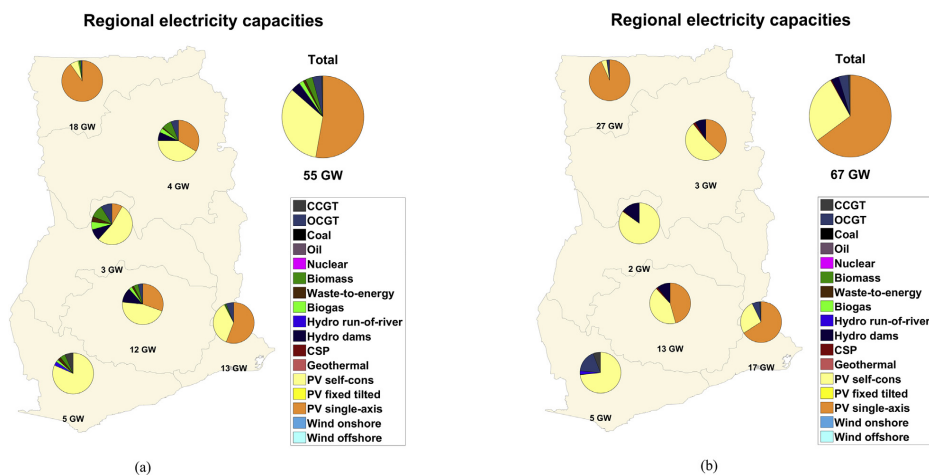 Regional electricity capacities
Total
18 GW
4 GW
55 GW
3 GW
12 GW
13 GW
5 GW
CCGT
OCGT
Coal
Oil
Nuclear
Biomass
Waste-to-energy
Biogas
Hydro run-of-river
Hydro dams
CSP
Geothermal
PV self-cons
PV fixed tilted
PV single-axis
Wind onshore
Wind offshore
(a)
Regional electricity capacities
Total
27 GW
3 GW
67 GW
2 GW
13 GW
17 GW
5 GW
CCGT
OCGT
Coal
Oil
Nuclear
Biomass
Waste-to-energy
Biogas
Hydro run-of-river
Hydro dams
CSP
Geothermal
PV self-cons
PV fixed tilted
PV single-axis
Wind onshore
Wind offshore
(b)